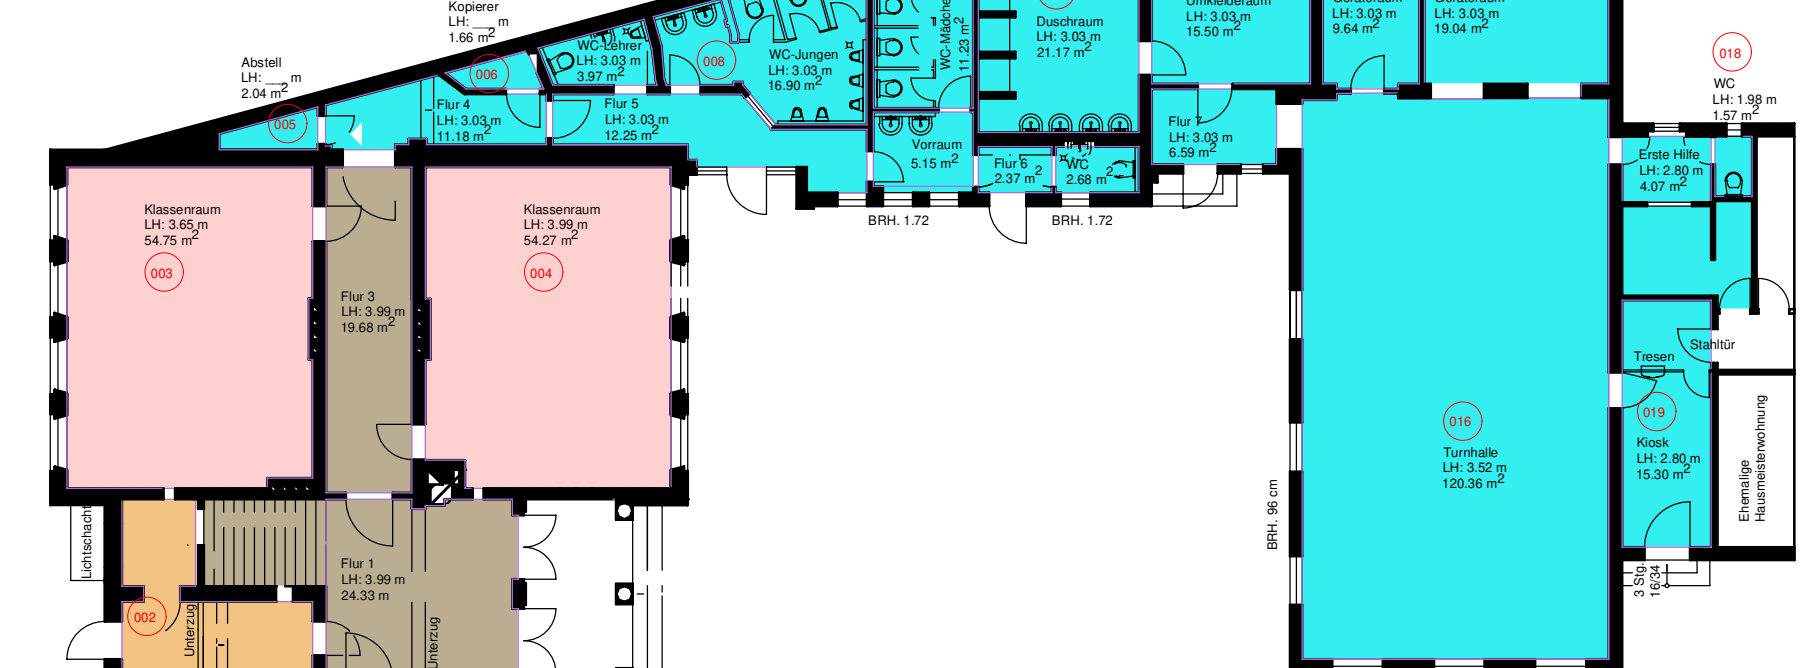 Kopierer
LH: ___ m
1.66 m2
Abstell
LH: ___ m
2.04 m2
005
006
WC-Lehrer
LH: 3.03 m
3.97 m2
008
WC-Jungen
LH: 3.03 m
16.90 m2
11.23 m2
Duschraum
LH: 3.03 m
21.17 m2
Umkleideraum
LH: 3.03 m
15.50 m2
Geräteraum
LH: 3.03 m
9.64 m2
Geräteraum
LH: 3.03 m
19.04 m2
018
WC
LH: 1.98 m
1.57 m2
Flur 4
LH: 3.03 m
11.18 m2
Flur 5
LH: 3.03 m
12.25 m2
Vorraum
5.15 m2
Flur 6
2.37 m2
WC
2.68 m2
Flur 7
LH: 3.03 m
6.59 m2
Erste Hilfe
LH: 2.80 m
4.07 m2
BRH. 1.72
BRH. 1.72
Klassenraum
LH: 3.65 m
54.75 m2
003
Klassenraum
LH: 3.99 m
54.27 m2
004
Flur 3
LH: 3.99 m
19.68 m2
Stahltür
Tresen
019
Kiosk
LH: 2.80 m
15.30 m2
016
Turnhalle
LH: 3.52 m
120.36 m2
Ehemalige
Hausmeisterwohnung
BRH. 96 cm
Lichtschacht
Flur 1
LH: 3.99 m
24.33 m
002
Unterzug
Unterzug
3 Stg.
16/34